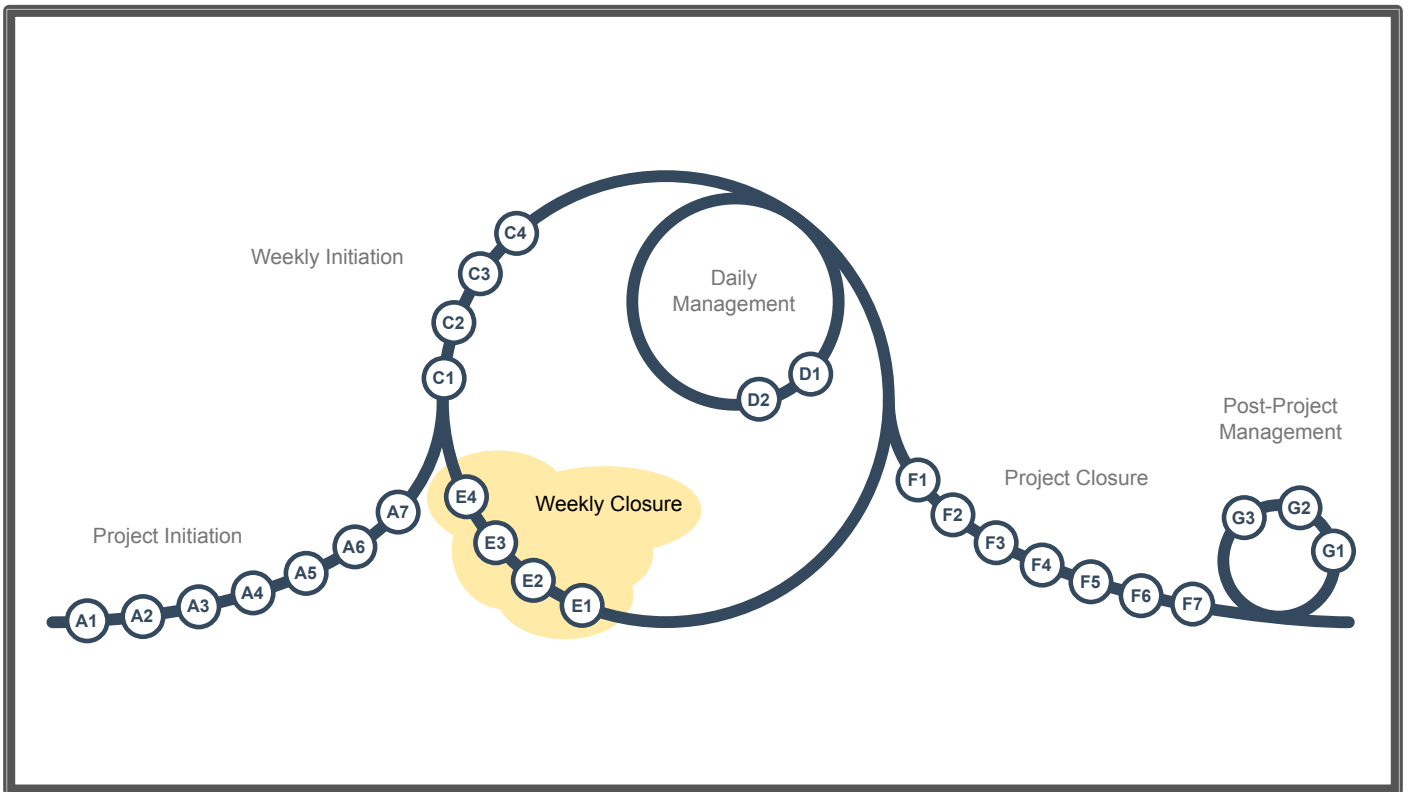 C4
Weekly Initiation
C3
C2
C1
Daily
Management
D1
D2
Post-Project
Management
Project Closure
F1
F2
F3
F4
F5
F6
F7
G3
G2
G1
E4
Weekly Closure
E3
E2
E1
Project Initiation
A7
A6
A5
A4
A3
A2
A1